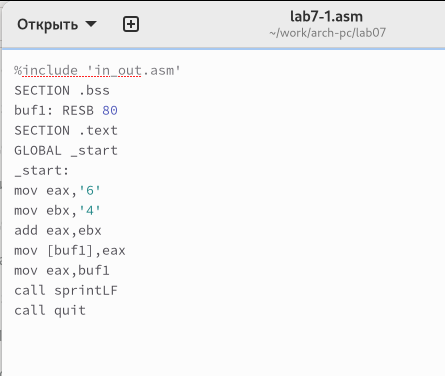 Открыть
lab7-1.asm
~/work/arch-pc/lab07
%include 'in_out.asm'
SECTION .bss
buf1: RESB 80
SECTION .text
GLOBAL _start
_start:
mov eax,'6'
mov ebx,'4'
add eax,ebx
mov [buf1],eax
mov eax,buf1
call sprintLF
call quit